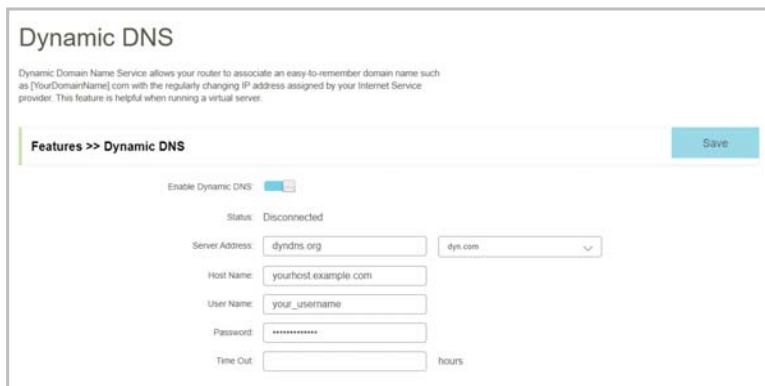 Dynamic DNS
Dynamic Domain Name Service allows your router to associate an easy-to-remember domain name such
as [YourDomainName].com with the regularly changing IP address assigned by your Internet Service
provider. This feature is helpful when running a virtual server.
Features >> Dynamic DNS Save
Enable Dynamic DNS:
Status: Disconnected
Server Address: dyndns.org dyn.com
Host Name: yourhost.example.com
User Name: your_username
Password: •••••••••••••
Time Out: hours